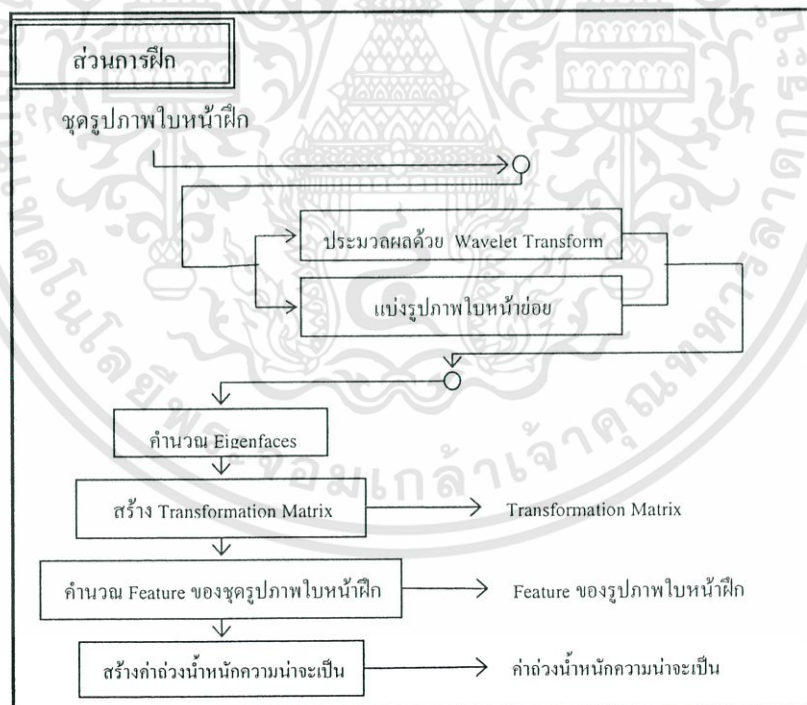 ส่วนการฝึก
ชุดรูปภาพใบหน้าฝึก
ประมวลผลด้วย Wavelet Transform
แบ่งรูปภาพใบหน้าย่อย
คำนวณ Eigenfaces
สร้าง Transformation Matrix
Transformation Matrix
คำนวณ Feature ของชุดรูปภาพใบหน้าฝึก
Feature ของรูปภาพใบหน้าฝึก
สร้างค่าถ่วงน้ำหนักความน่าจะเป็น
ค่าถ่วงน้ำหนักความน่าจะเป็น